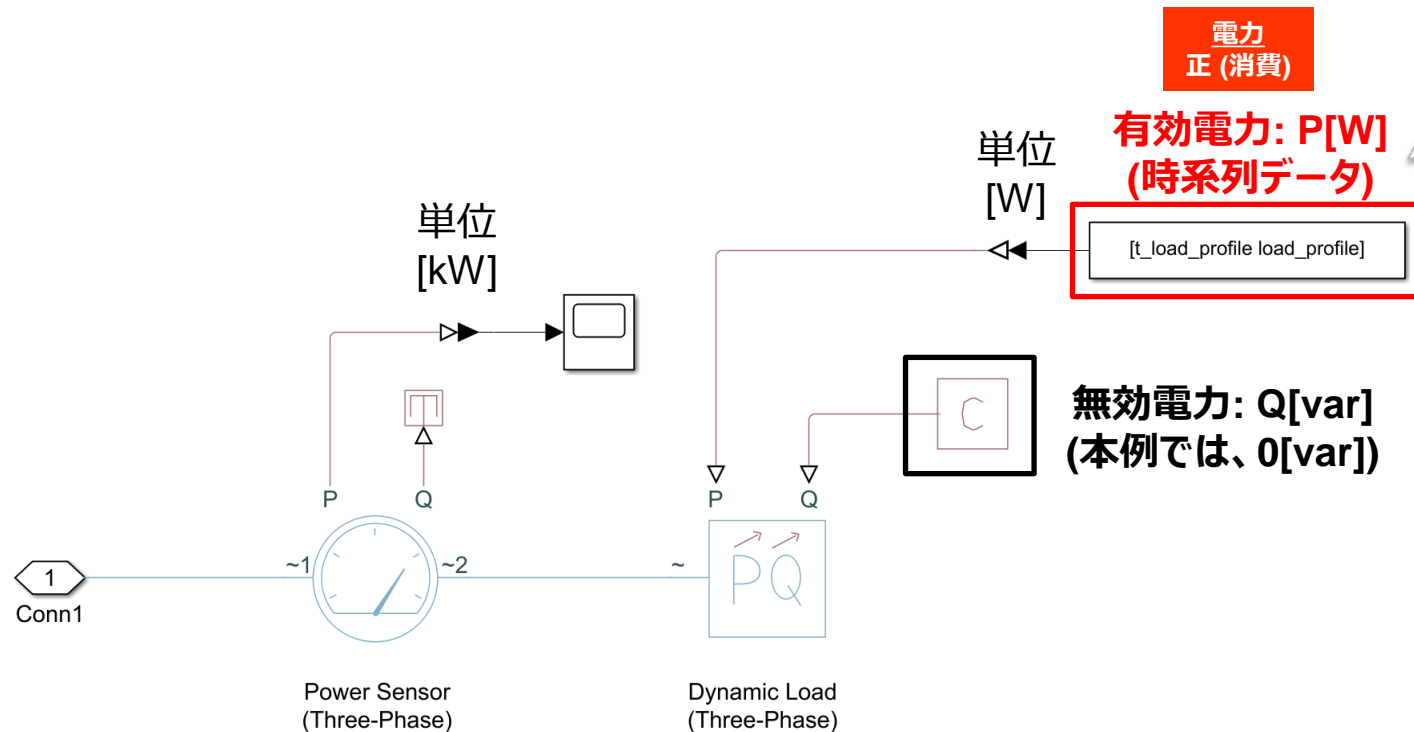 電力
正 (消費)
有効電力: P[W]
(時系列データ)
単位
[W]
[t_load_profile load_profile]
単位
[kW]
C
無効電力: Q[var]
(本例では、0[var])
P
Q
P
Q
~1
~2
~
PQ
1
Conn1
Power Sensor
(Three-Phase)
Dynamic Load
(Three-Phase)